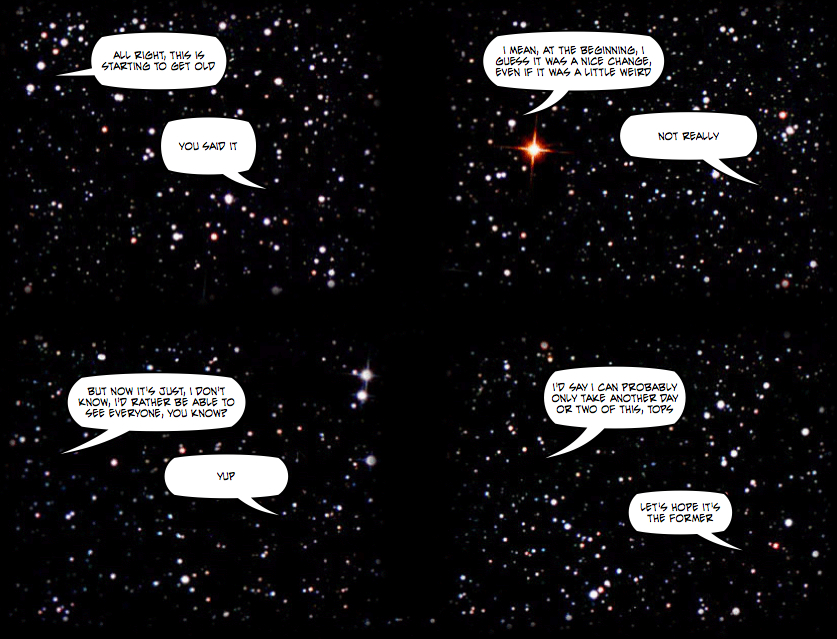 ALL RIGHT, THIS IS
STARTING TO GET OLD
YOU SAID IT
I MEAN, AT THE BEGINNING, I
GUESS IT WAS A NICE CHANGE,
EVEN IF IT WAS A LITTLE WEIRD
NOT REALLY
BUT NOW IT'S JUST, I DON'T
KNOW, I'D RATHER BE ABLE TO
SEE EVERYONE, YOU KNOW?
YUP
I'D SAY I CAN PROBABLY
ONLY TAKE ANOTHER DAY
OR TWO OF THIS, TOPS
LET'S HOPE IT'S
THE FORMER